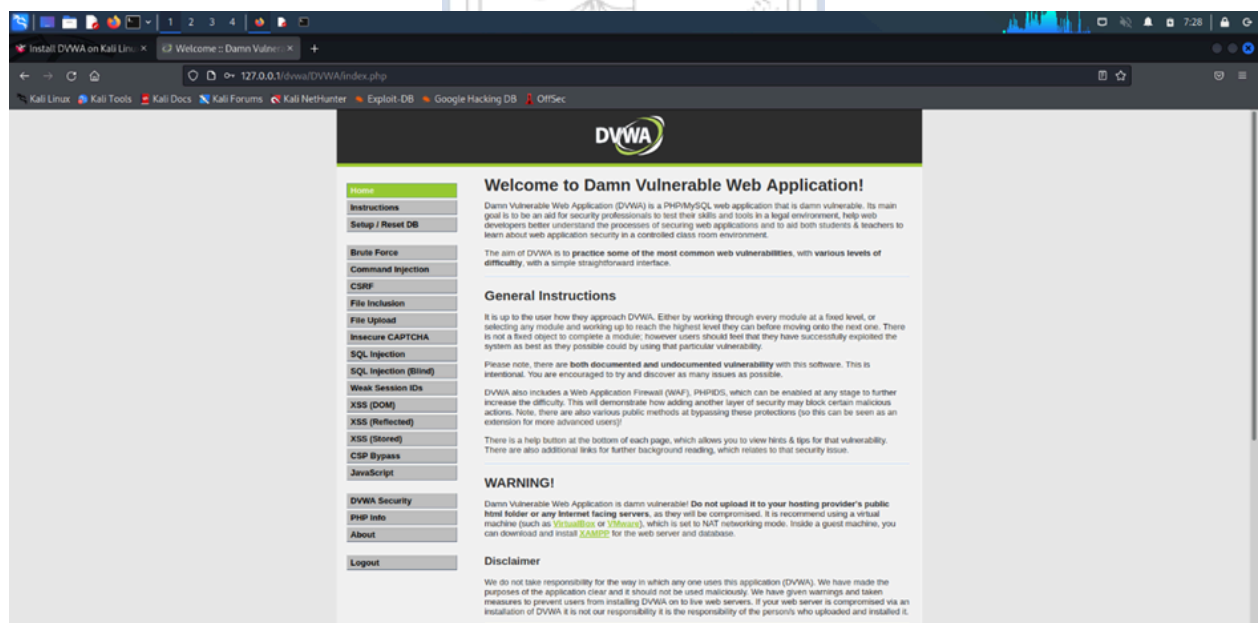 1 2 3 4
7:28
Install DVWA on Kali Linu
Welcome :: Damn Vulnera
127.0.0.1/dvwa/DVWA/index.php
Kali Linux Kali Tools Kali Docs Kali Forums Kali NetHunter Exploit-DB Google Hacking DB OffSec
DVWA
Home
Instructions
Setup / Reset DB
Brute Force
Command Injection
CSRF
File Inclusion
File Upload
Insecure CAPTCHA
SQL Injection
SQL Injection (Blind)
Weak Session IDs
XSS (DOM)
XSS (Reflected)
XSS (Stored)
CSP Bypass
JavaScript
DVWA Security
PHP Info
About
Logout
Welcome to Damn Vulnerable Web Application!
Damn Vulnerable Web Application (DVWA) is a PHP/MySQL web application that is damn vulnerable. Its main
goal is to be an aid for security professionals to test their skills and tools in a legal environment, help web
developers better understand the processes of securing web applications and to aid both students & teachers to
learn about web application security in a controlled class room environment.
The aim of DVWA is to practice some of the most common web vulnerabilities, with various levels of
difficultly, with a simple straightforward interface.
General Instructions
It is up to the user how they approach DVWA. Either by working through every module at a fixed level, or
selecting any module and working up to reach the highest level they can before moving onto the next one. There
is not a fixed object to complete a module; however users should feel that they have successfully exploited the
system as best as they possible could by using that particular vulnerability.
Please note, there are both documented and undocumented vulnerability with this software. This is
intentional. You are encouraged to try and discover as many issues as possible.
DVWA also includes a Web Application Firewall (WAF), PHPIDS, which can be enabled at any stage to further
increase the difficulty. This will demonstrate how adding another layer of security may block certain malicious
actions. Note, there are also various public methods at bypassing these protections (so this can be seen as an
extension for more advanced users)!
There is a help button at the bottom of each page, which allows you to view hints & tips for that vulnerability.
There are also additional links for further background reading, which relates to that security issue.
WARNING!
Damn Vulnerable Web Application is damn vulnerable! Do not upload it to your hosting provider's public
html folder or any Internet facing servers, as they will be compromised. It is recommend using a virtual
machine (such as VirtualBox or VMware), which is set to NAT networking mode. Inside a guest machine, you
can download and install XAMPP for the web server and database.
Disclaimer
We do not take responsibility for the way in which any one uses this application (DVWA). We have made the
purposes of the application clear and it should not be used maliciously. We have given warnings and taken
measures to prevent users from installing DVWA on to live web servers. If your web server is compromised via an
installation of DVWA it is not our responsibility it is the responsibility of the person/s who uploaded and installed it.